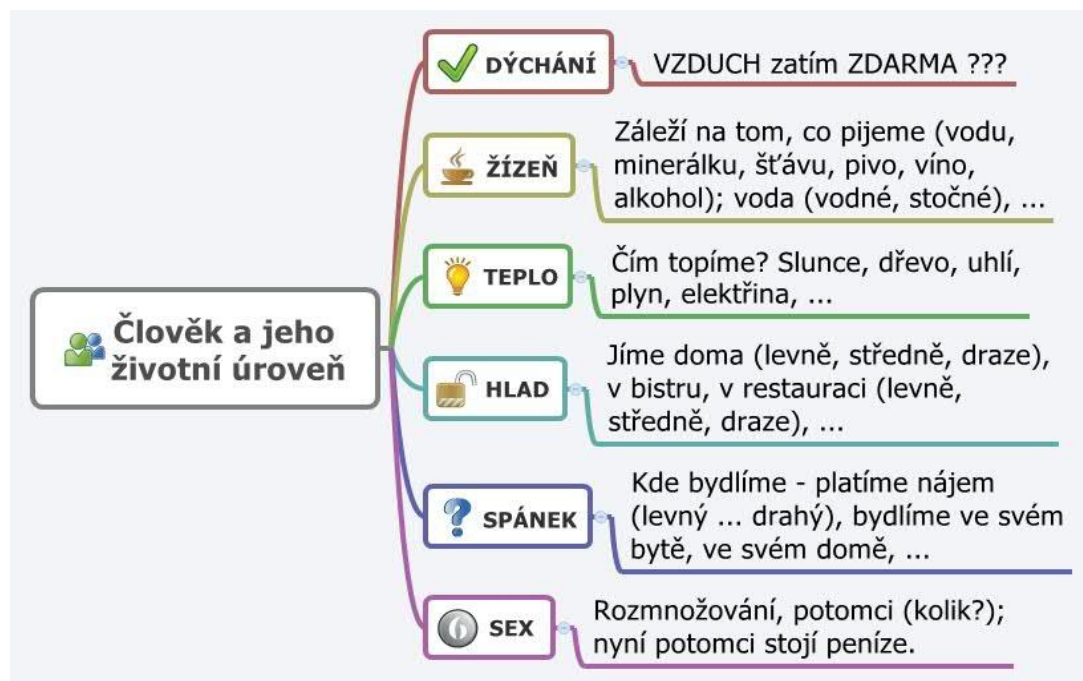 Člověk a jeho
životní úroveň
DÝCHÁNÍ
VZDUCH zatím ZDARMA ???
ŽÍZEŇ
Záleží na tom, co pijeme (vodu,
minerálku, šťávu, pivo, víno,
alkohol); voda (vodné, stočné), ...
TEPLO
Čím topíme? Slunce, dřevo, uhlí,
plyn, elektřina, ...
HLAD
Jíme doma (levně, středně, draze),
v bistru, v restauraci (levně,
středně, draze), ...
SPÁNEK
Kde bydlíme - platíme nájem
(levný ... drahý), bydlíme ve svém
bytě, ve svém domě, ...
6
SEX
Rozmnožování, potomci (kolik?);
nyní potomci stojí peníze.